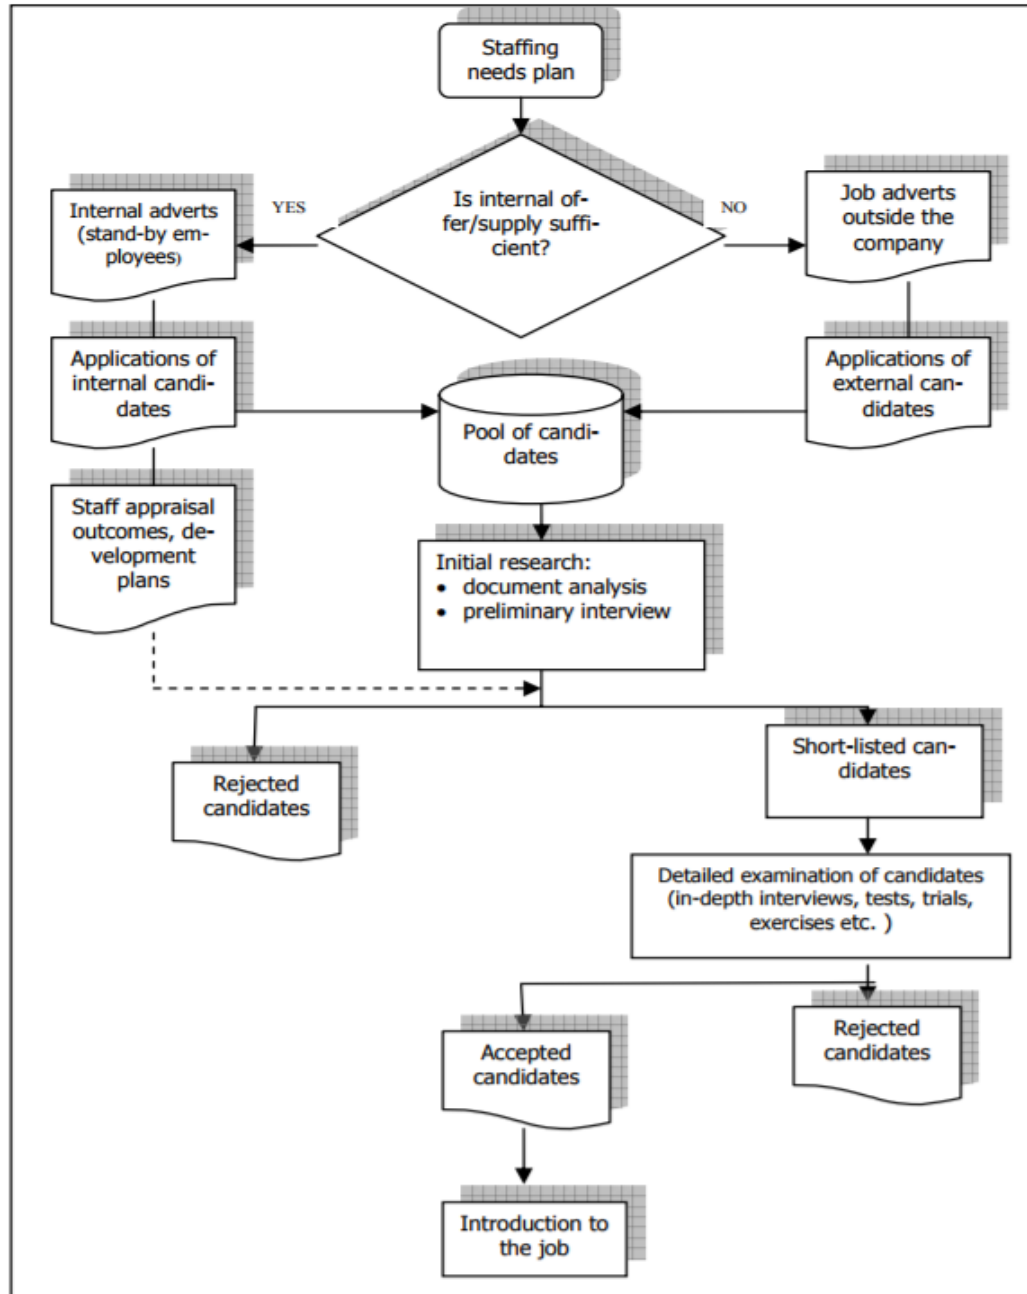 Staffing
needs plan
Is internal of-
fer/supply suffi-
cient?
YES
NO
Internal adverts
(stand-by em-
ployees)
Job adverts
outside the
company
Applications of
internal candi-
dates
Pool of candi-
dates
Applications of
external can-
didates
Staff appraisal
outcomes, de-
velopment
plans
Initial research:
• document analysis
• preliminary interview
Rejected
candidates
Short-listed can-
didates
Detailed examination of candidates
(in-depth interviews, tests, trials,
exercises etc. )
Accepted
candidates
Rejected
candidates
Introduction to
the job